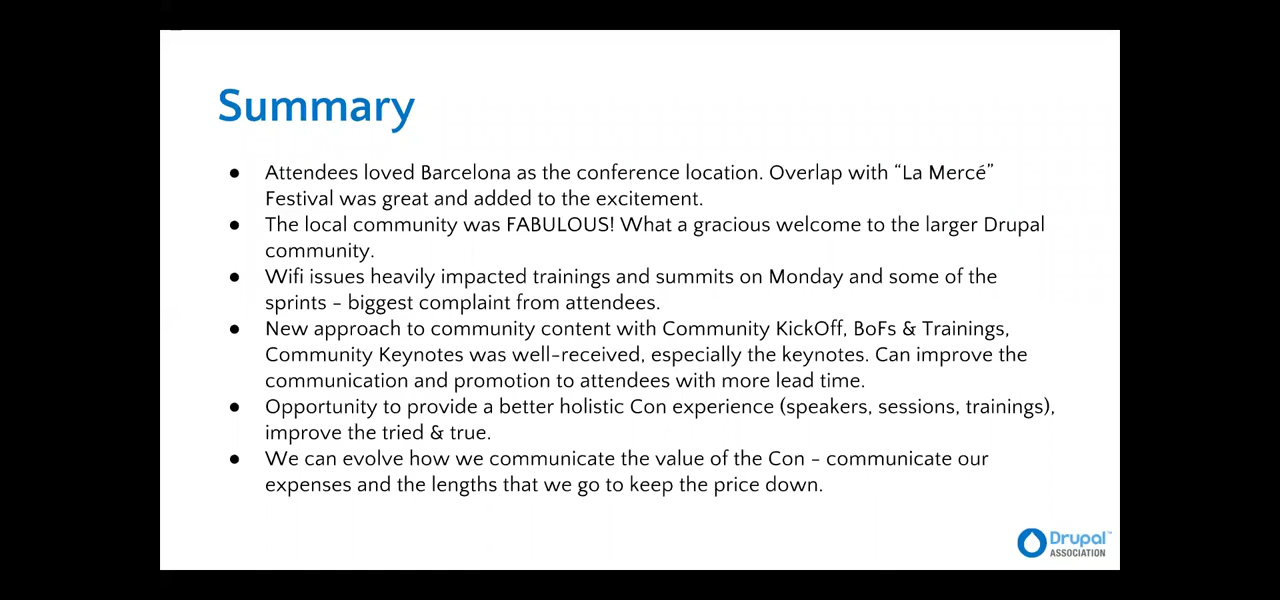 Summary
● Attendees loved Barcelona as the conference location. Overlap with “La Mercé”
Festival was great and added to the excitement.
● The local community was FABULOUS! What a gracious welcome to the larger Drupal
community.
● Wifi issues heavily impacted trainings and summits on Monday and some of the
sprints – biggest complaint from attendees.
● New approach to community content with Community KickOff, BoFs & Trainings,
Community Keynotes was well-received, especially the keynotes. Can improve the
communication and promotion to attendees with more lead time.
● Opportunity to provide a better holistic Con experience (speakers, sessions, trainings),
improve the tried & true.
● We can evolve how we communicate the value of the Con – communicate our
expenses and the lengths that we go to keep the price down.
Drupal™
ASSOCIATION